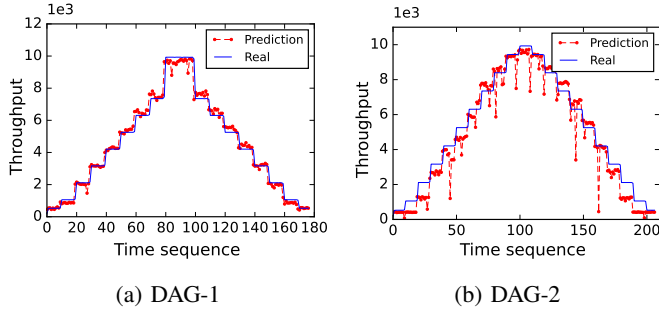 1e3
12
10
8
6
4
2
0
Throughput
Prediction
Real
0 20 40 60 80 100 120 140 160 180
Time sequence
(a) DAG-1
1e3
10
8
6
4
2
0
Throughput
Prediction
Real
0 50 100 150 200
Time sequence
(b) DAG-2